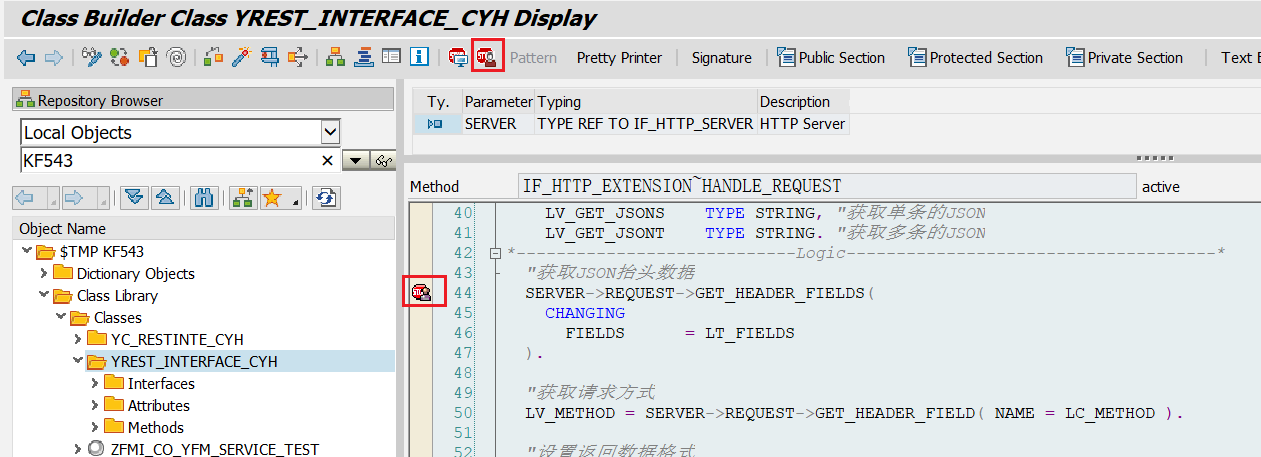 Class Builder Class YREST_INTERFACE_CYH Display
Pattern Pretty Printer Signature Public Section Protected Section Private Section Text E
Repository Browser
Local Objects
KF543
Object Name
$TMP KF543
Dictionary Objects
Class Library
Classes
YC_RESTINTE_CYH
YREST_INTERFACE_CYH
Interfaces
Attributes
Methods
ZFMI_CO_YFM_SERVICE_TEST
Ty. Parameter Typing Description
SERVER TYPE REF TO IF_HTTP_SERVER HTTP Server
Method IF_HTTP_EXTENSION~HANDLE_REQUEST active
40 LV_GET_JSONS TYPE STRING, "获取单条的JSON
41 LV_GET_JSONT TYPE STRING. "获取多条的JSON
42 *----------------------------Logic-------------------------------------*
43 "获取JSON抬头数据
44 SERVER->REQUEST->GET_HEADER_FIELDS(
45 CHANGING
46 FIELDS = LT_FIELDS
47 ).
48
49 "获取请求方式
50 LV_METHOD = SERVER->REQUEST->GET_HEADER_FIELD( NAME = LC_METHOD ).
51
52 "设置返回数据格式